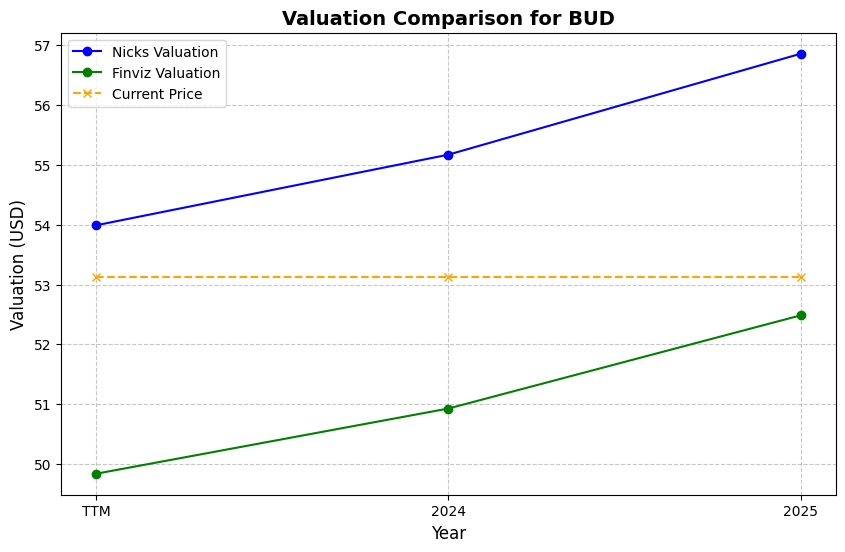 Valuation Comparison for BUD
Nicks Valuation
Finviz Valuation
Current Price
Valuation (USD)
57
56
55
54
53
52
51
50
TTM
2024
2025
Year